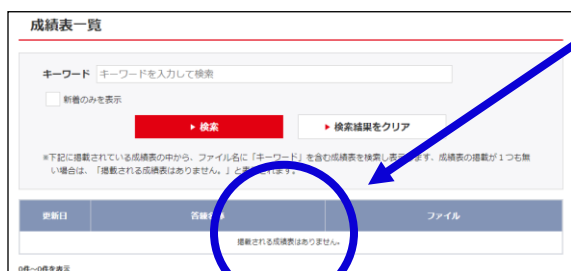 成績表一覧
キーワード キーワードを入力して検索
新着のみを表示
▶ 検索 ▶ 検索結果をクリア
※下記に掲載されている成績表の中から、ファイル名に「キーワード」を含む成績表を検索し表示します、成績表の掲載が１つも無
い場合は、「掲載される成績表はありません。」と表示されます。
更新日 ファイル
掲載される成績表はありません。
0件～0件を表示